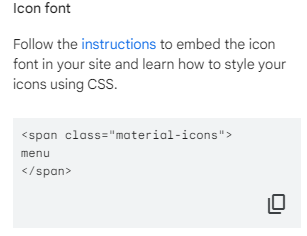 Icon font
Follow the instructions to embed the icon
font in your site and learn how to style your
icons using CSS.
<span class="material-icons">
menu
</span>